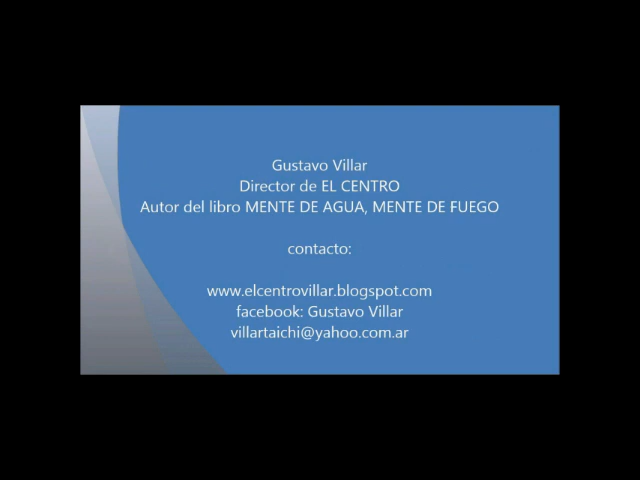 Gustavo Villar
Director de EL CENTRO
Autor del libro MENTE DE AGUA, MENTE DE FUEGO
contacto:
www.elcentrovillar.blogspot.com
facebook: Gustavo Villar
villartaichi@yahoo.com.ar